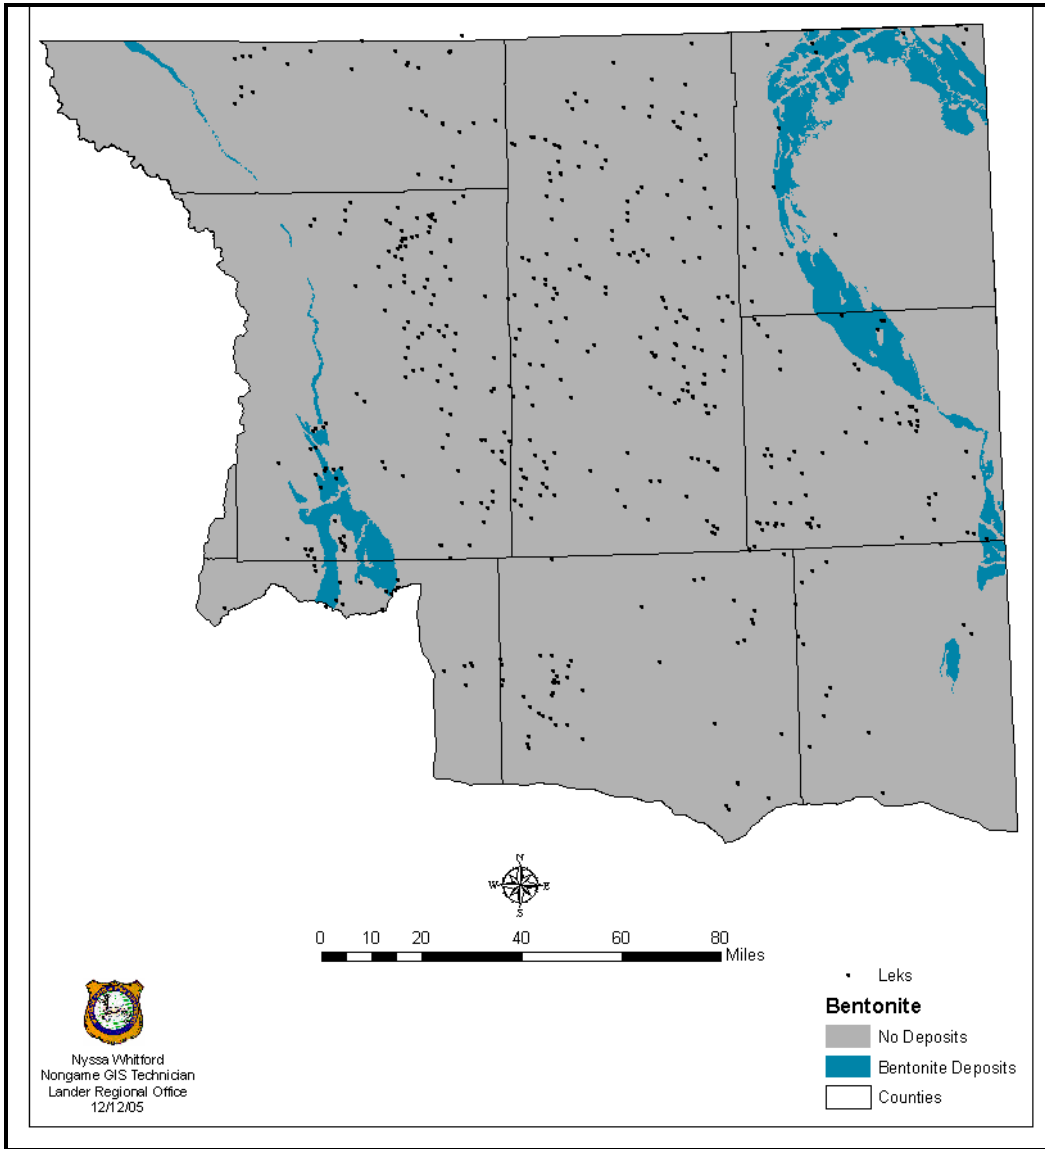 N
W E
S
0 10 20 40 60 80
Miles
Leks
Bentonite
No Deposits
Bentonite Deposits
Counties
Nyssa Whitford
Nongame GIS Technician
Lander Regional Office
12/12/05